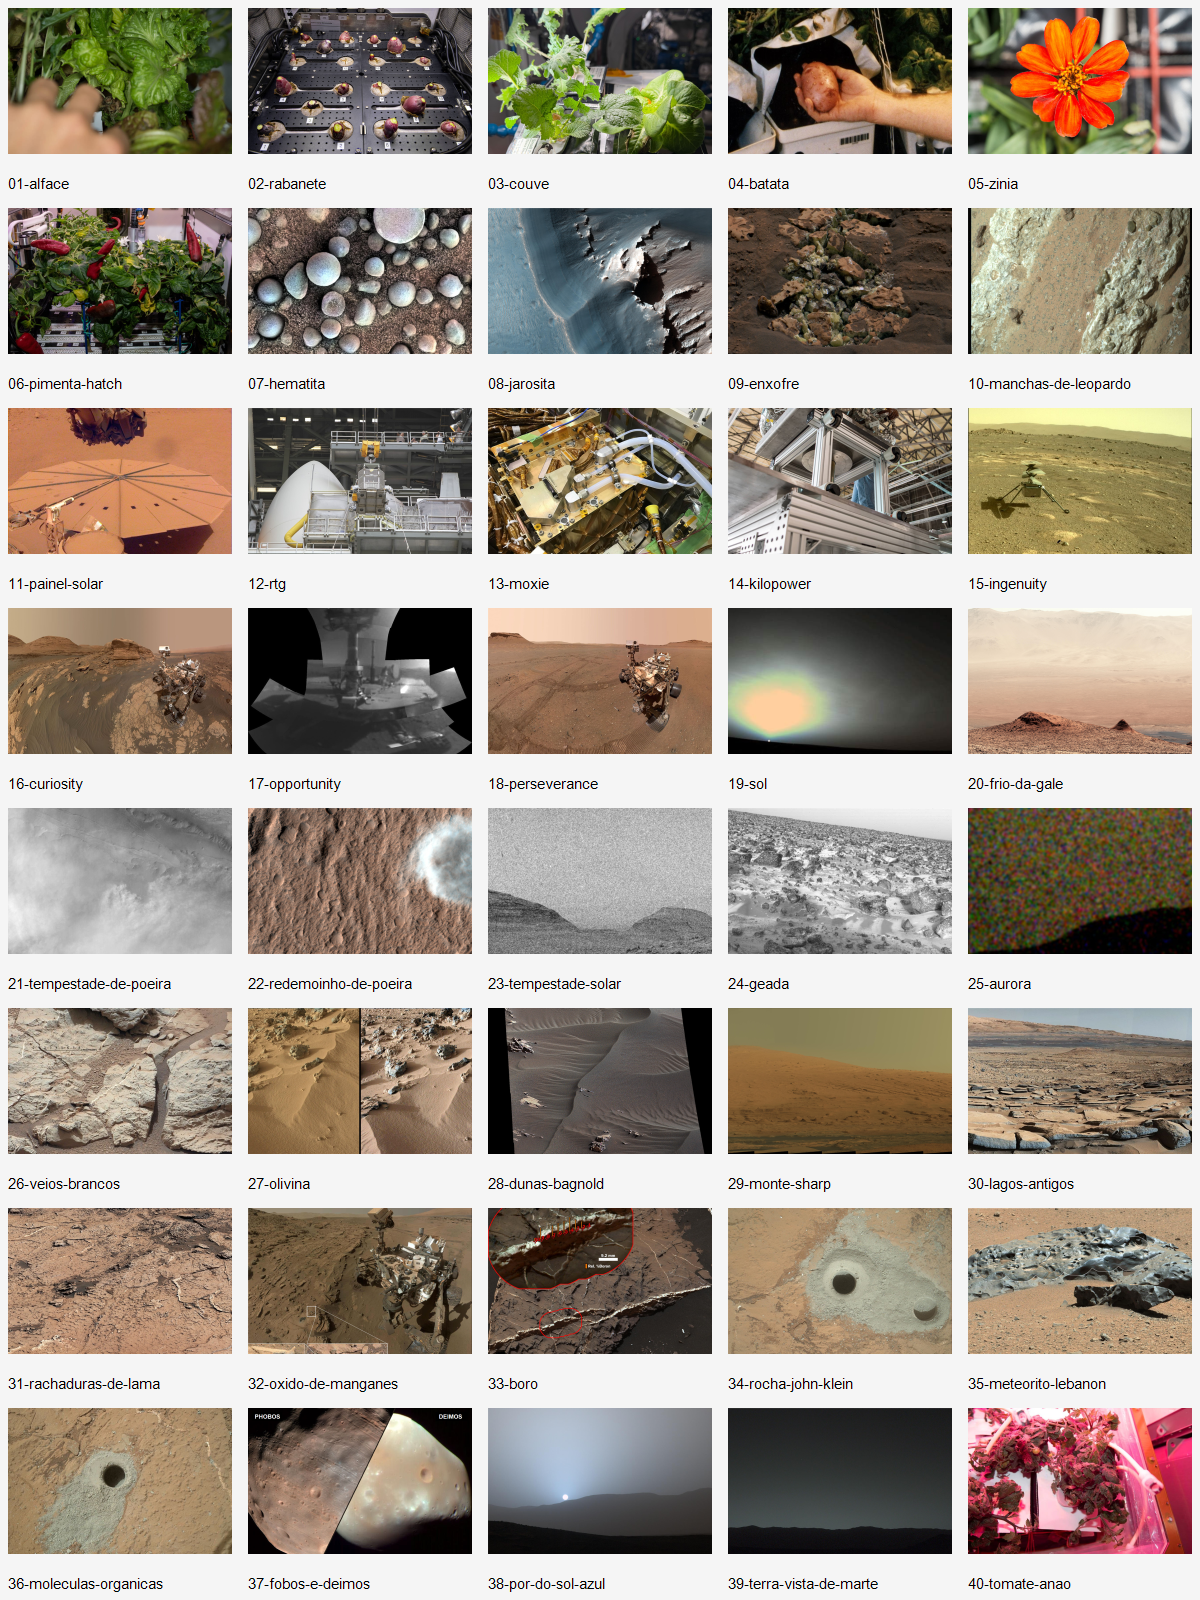 01-alface
02-rabanete
03-couve
04-batata
05-zinia
06-pimenta-hatch
07-hematita
08-jarosita
09-enxofre
10-manchas-de-leopardo
11-painel-solar
12-rtg
13-moxie
14-kilopower
15-ingenuity
16-curiosity
17-opportunity
18-perseverance
19-sol
20-frio-da-gale
21-tempestade-de-poeira
22-redemoinho-de-poeira
23-tempestade-solar
24-geada
25-aurora
26-veios-brancos
27-olivina
28-dunas-bagnold
29-monte-sharp
30-lagos-antigos
31-rachaduras-de-lama
32-oxido-de-manganes
33-boro
34-rocha-john-klein
35-meteorito-lebanon
PHOBOS
DEIMOS
36-moleculas-organicas
37-fobos-e-deimos
38-por-do-sol-azul
39-terra-vista-de-marte
40-tomate-anao